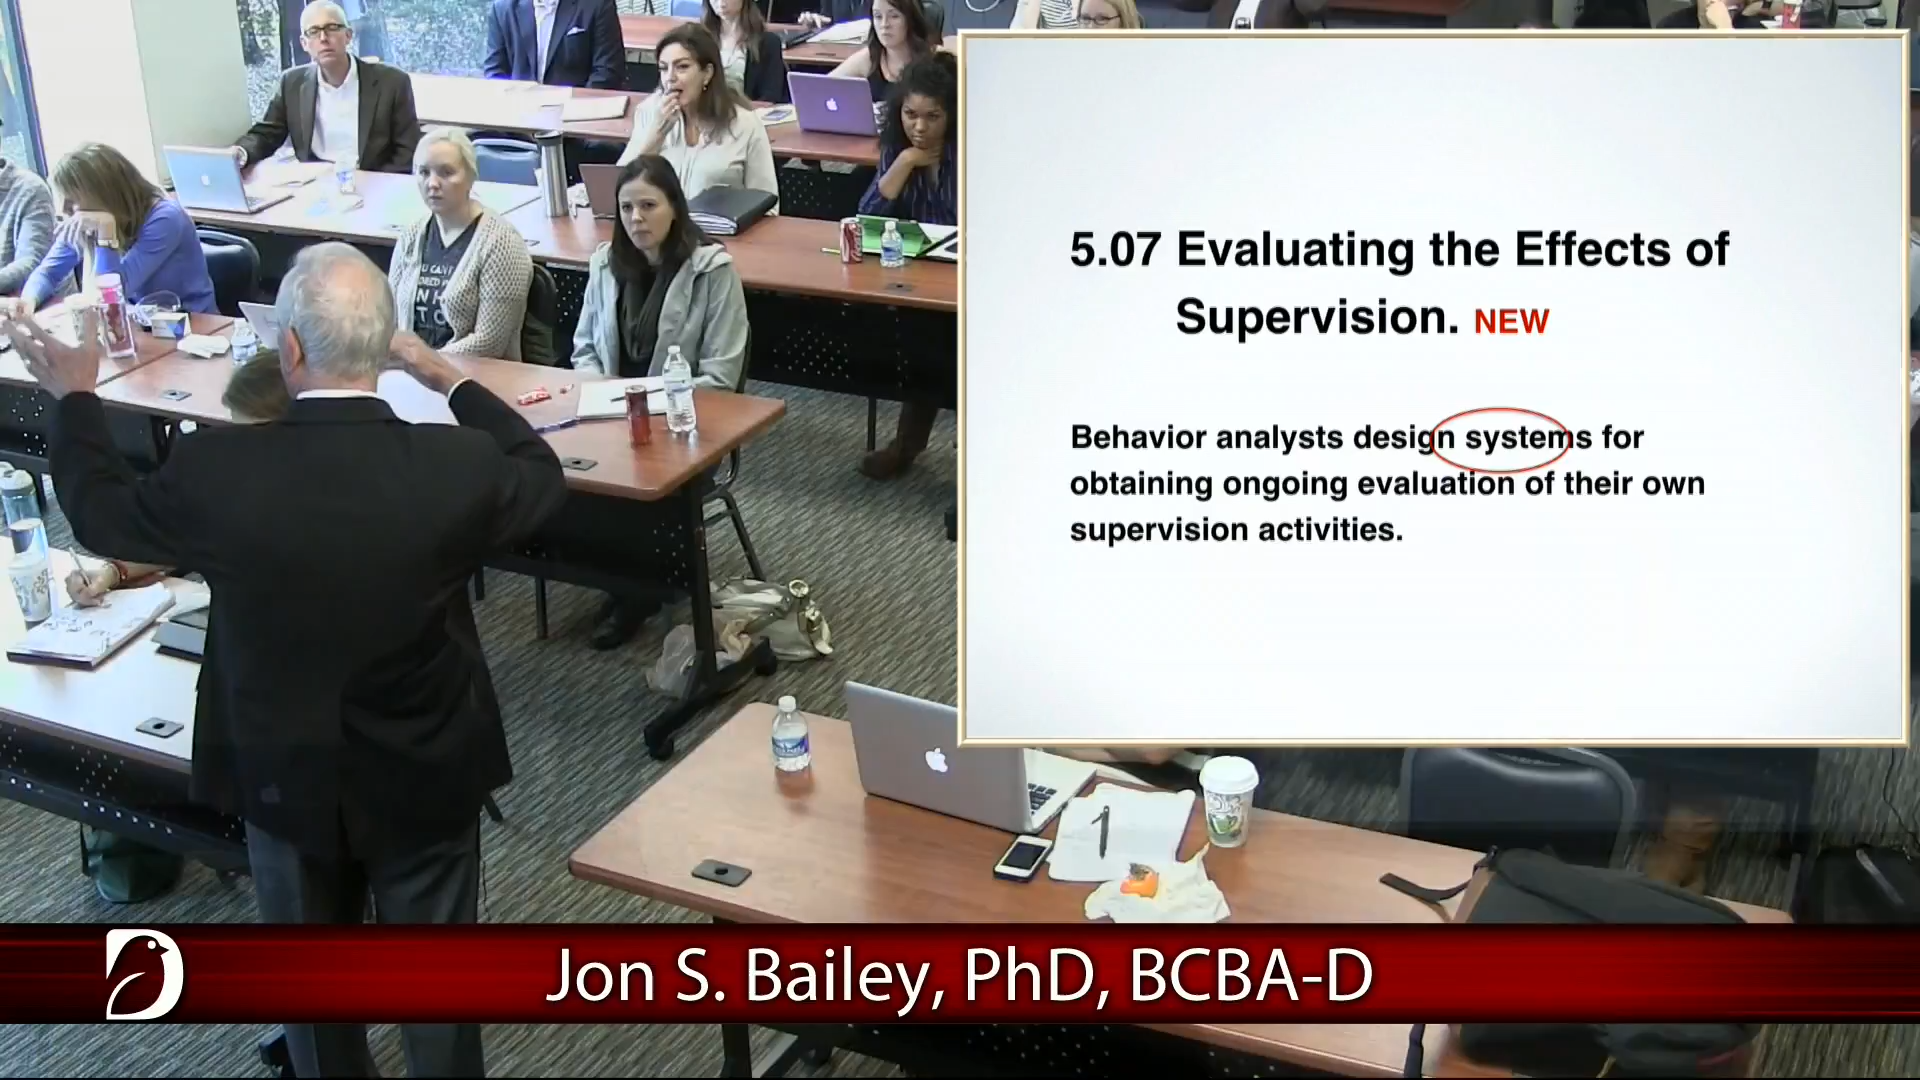 5.07 Evaluating the Effects of
Supervision. NEW
Behavior analysts design systems for
obtaining ongoing evaluation of their own
supervision activities.
Jon S. Bailey, PhD, BCBA-D